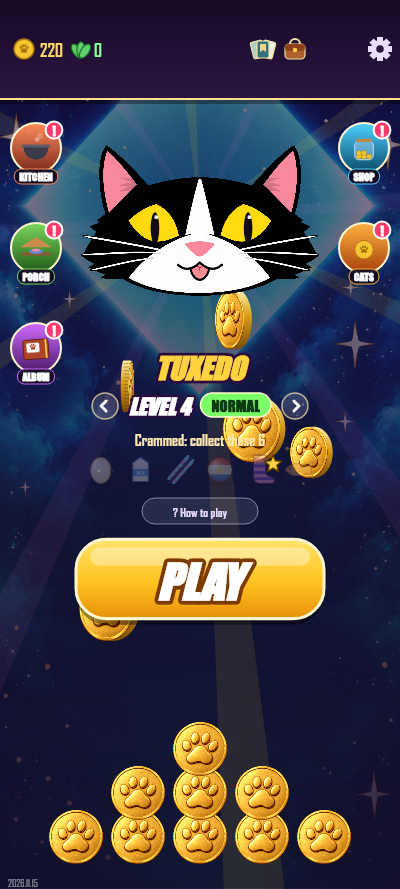 220
0
KITCHEN
SHOP
PORCH
CATS
ALBUM
TUXEDO
LEVEL 4
NORMAL
Crammed: collect these 6
? How to play
PLAY
2026.11.15